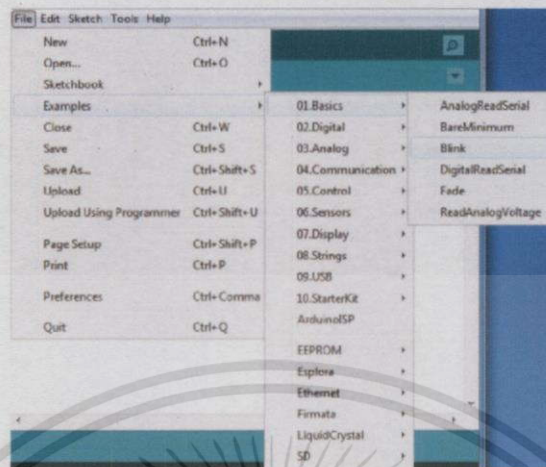 File Edit Sketch Tools Help
New Ctrl+N
Open... Ctrl+O
Sketchbook
Examples
Close Ctrl+W
Save Ctrl+S
Save As... Ctrl+Shift+S
Upload Ctrl+U
Upload Using Programmer Ctrl+Shift+U
Page Setup Ctrl+Shift+P
Print Ctrl+P
Preferences Ctrl+Comma
Quit Ctrl+Q
01.Basics
02.Digital
03.Analog
04.Communication
05.Control
06.Sensors
07.Display
08.Strings
09.USB
10.StarterKit
ArduinoISP
EEPROM
Esplora
Ethernet
Firmata
LiquidCrystal
SD
AnalogReadSerial
BareMinimum
Blink
DigitalReadSerial
Fade
ReadAnalogVoltage